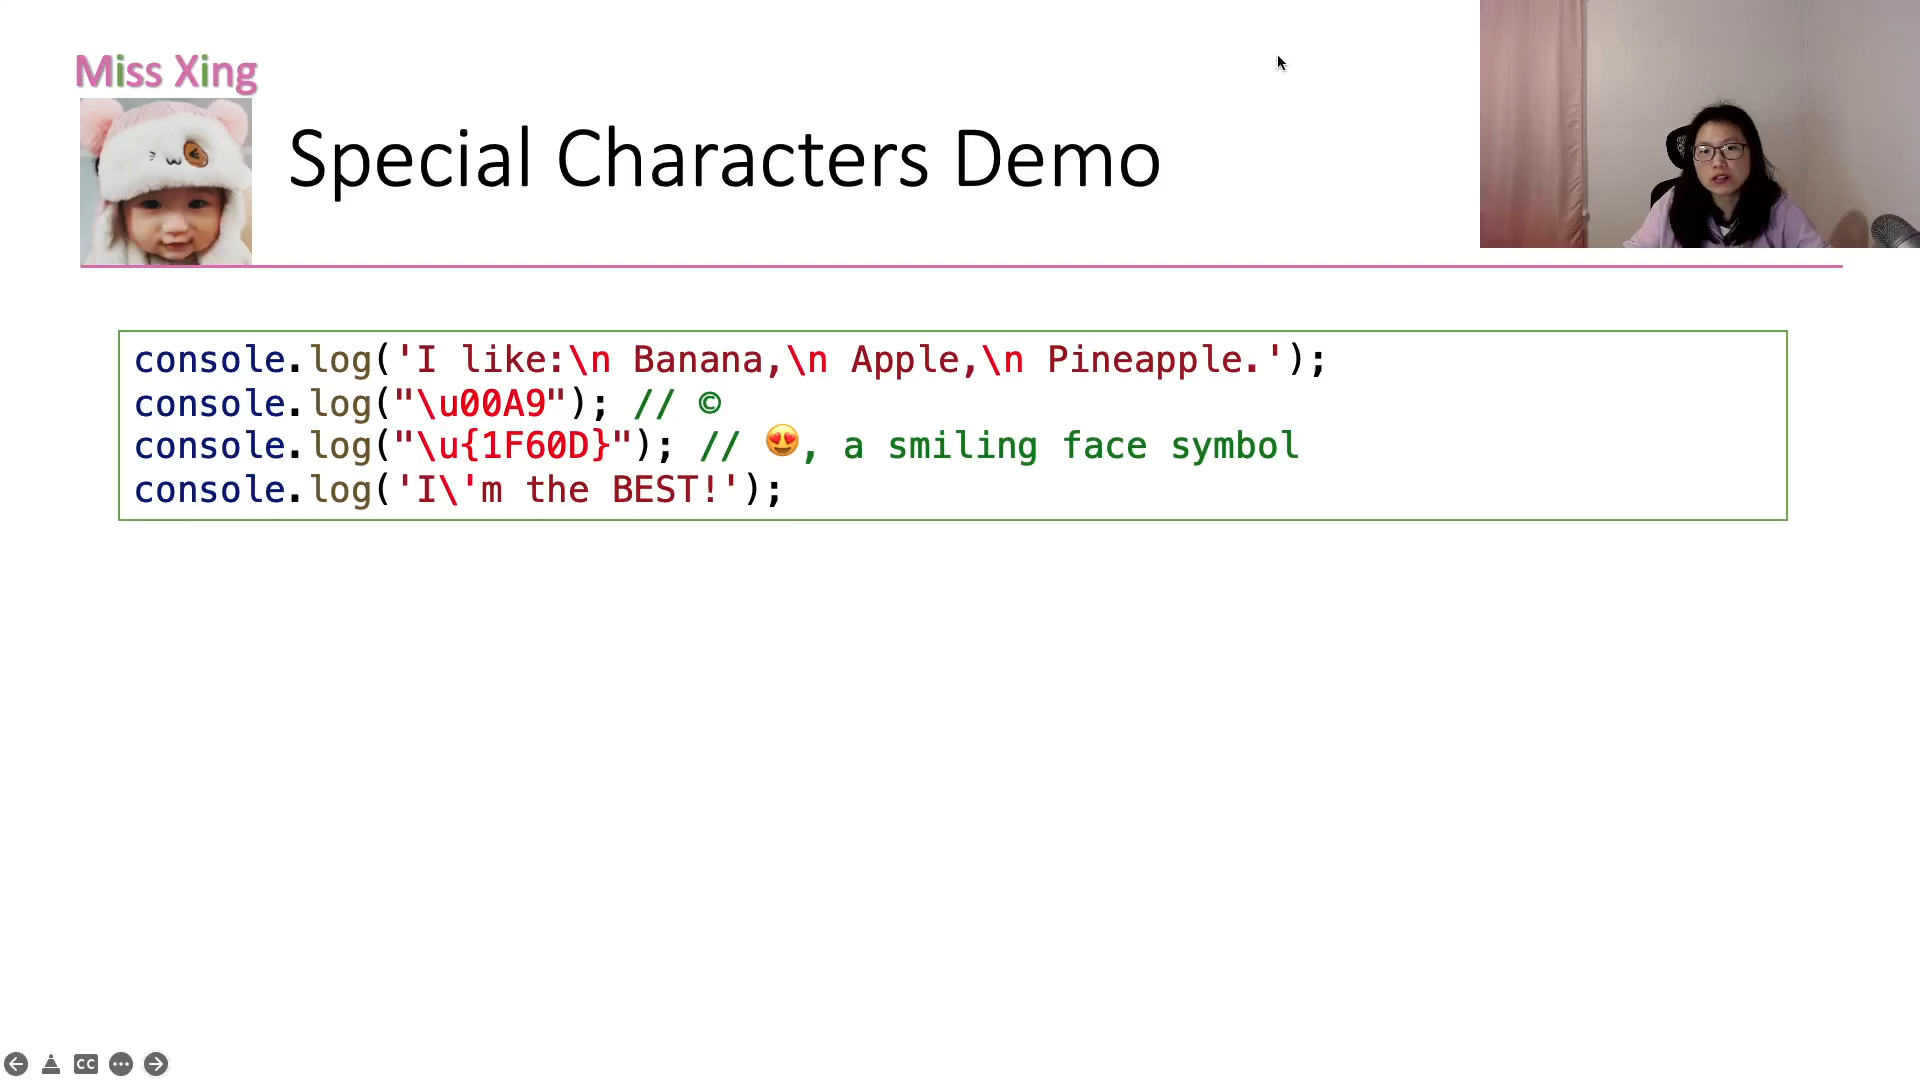 Miss Xing
Special Characters Demo
console.log('I like:\n Banana,\n Apple,\n Pineapple.');
console.log("\u00A9"); // ©
console.log("\u{1F60D}"); // 😍, a smiling face symbol
console.log('I\'m the BEST!');
CC